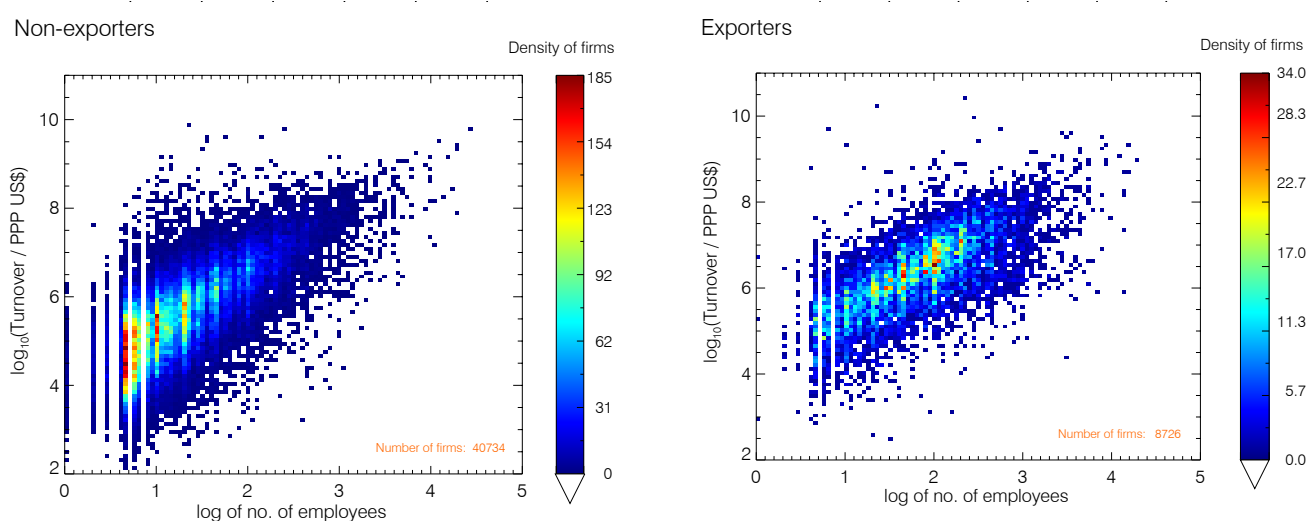 Non-exporters
Density of firms
185
154
123
92
62
31
0
10
8
6
4
2
log₁₀(Turnover / PPP US$)
Number of firms: 40734
0 1 2 3 4 5
log of no. of employees
Exporters
Density of firms
34.0
28.3
22.7
17.0
11.3
5.7
0.0
10
8
6
4
2
log₁₀(Turnover / PPP US$)
Number of firms: 8726
0 1 2 3 4 5
log of no. of employees